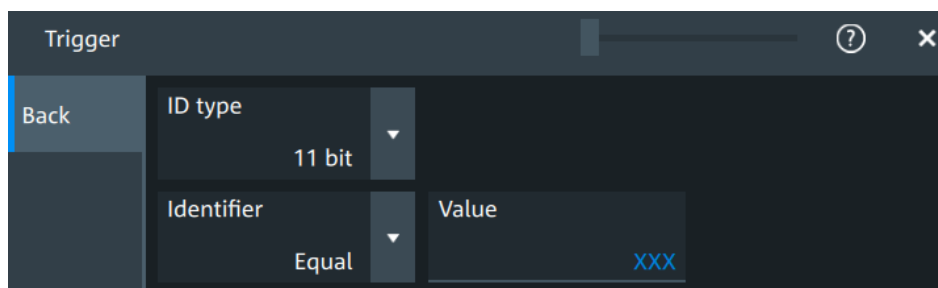 Trigger
?
×
Back
ID type
11 bit
Identifier
Equal
Value
XXX